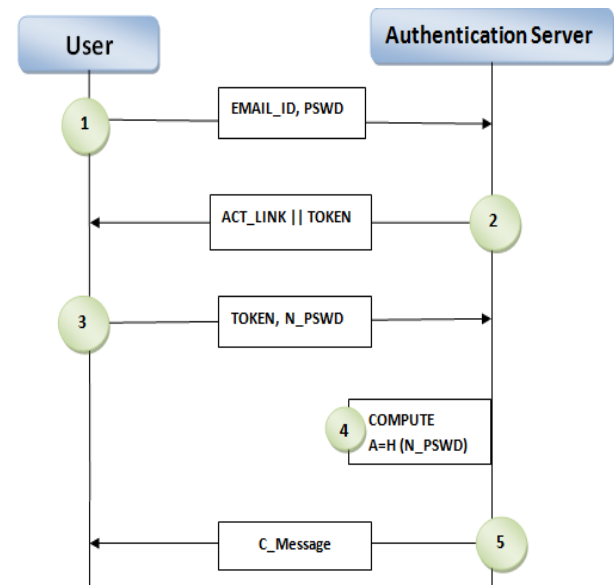 User
Authentication Server
1
EMAIL_ID, PSWD
ACT_LINK || TOKEN
2
3
TOKEN, N_PSWD
4
COMPUTE
A=H (N_PSWD)
C_Message
5